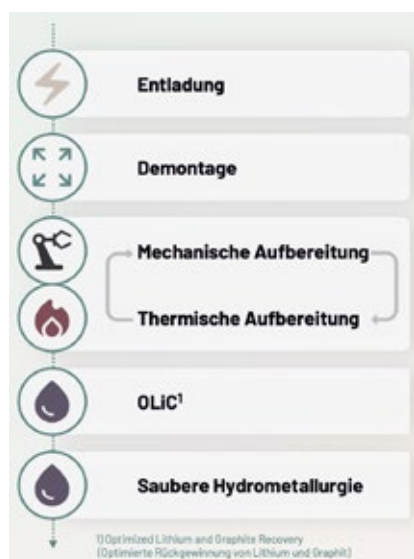 Entladung
Demontage
Mechanische Aufbereitung
Thermische Aufbereitung
OLiC¹
Saubere Hydrometallurgie
1) Optimized Lithium and Graphite Recovery
(Optimierte Rückgewinnung von Lithium und Graphit)